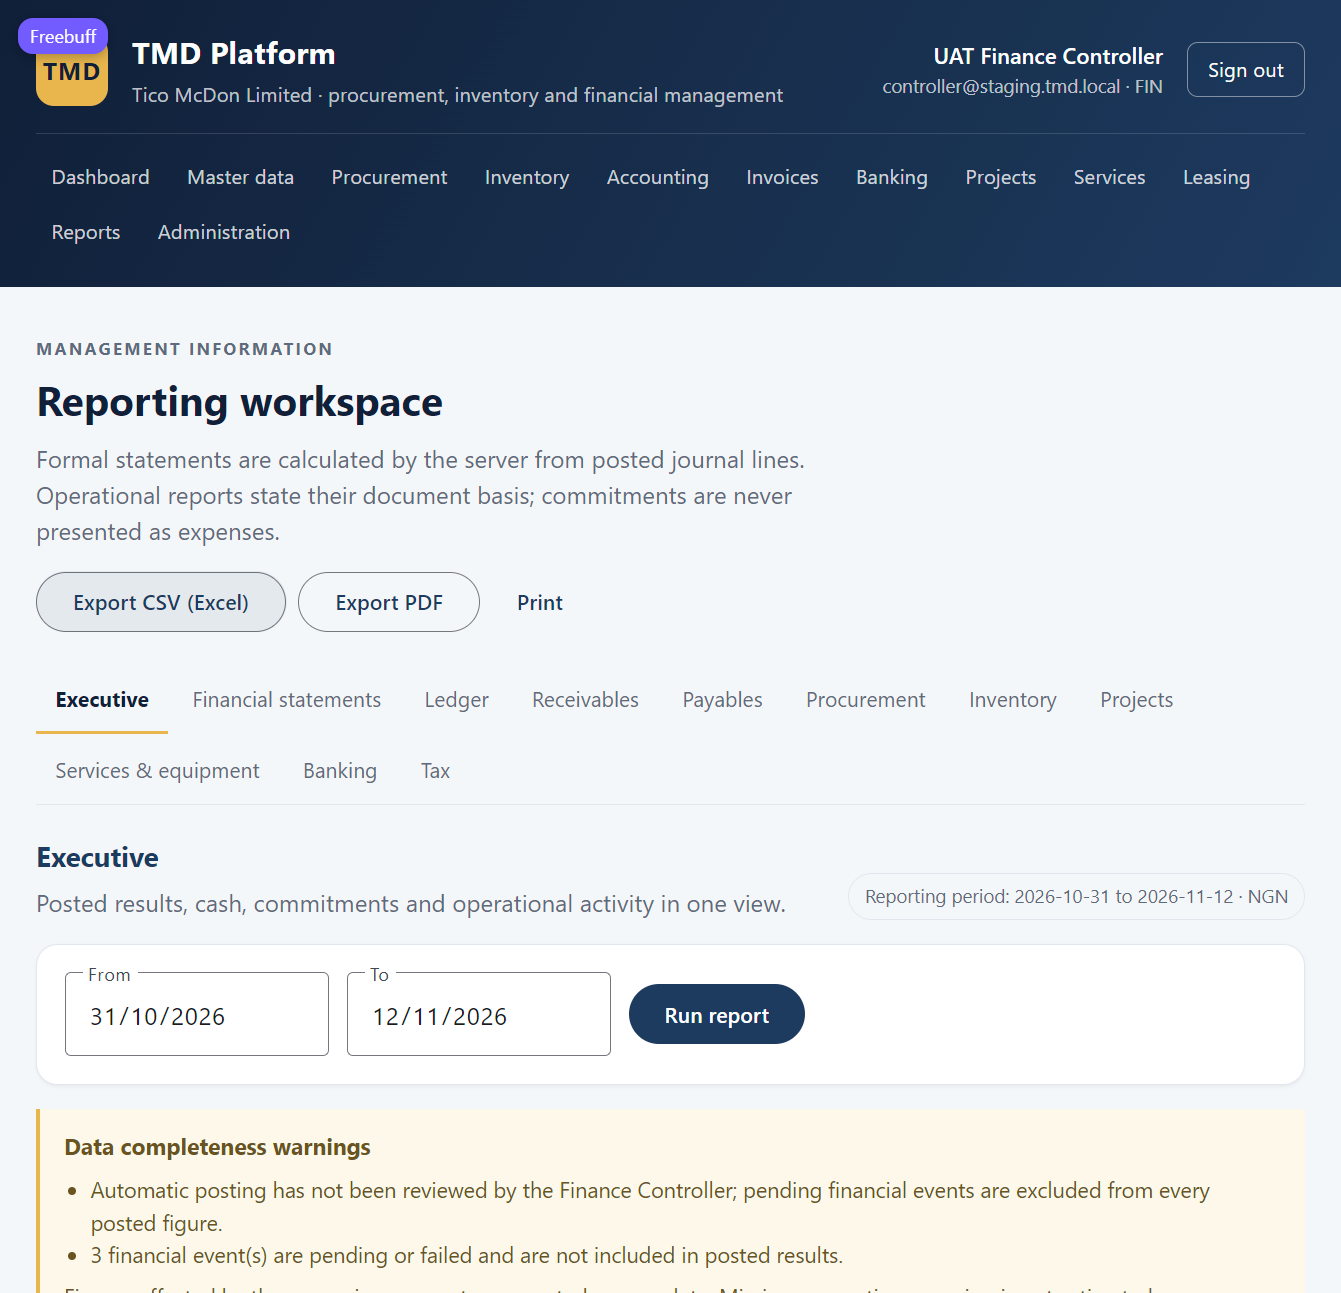 Freebuff
TMD
TMD Platform
Tico McDon Limited · procurement, inventory and financial management
UAT Finance Controller
controller@staging.tmd.local · FIN
Sign out
Dashboard Master data Procurement Inventory Accounting Invoices Banking Projects Services Leasing
Reports Administration
MANAGEMENT INFORMATION
Reporting workspace
Formal statements are calculated by the server from posted journal lines.
Operational reports state their document basis; commitments are never
presented as expenses.
Export CSV (Excel) Export PDF Print
Executive Financial statements Ledger Receivables Payables Procurement Inventory Projects
Services & equipment Banking Tax
Executive
Posted results, cash, commitments and operational activity in one view.
Reporting period: 2026-10-31 to 2026-11-12 · NGN
From To
31/10/2026 12/11/2026 Run report
Data completeness warnings
Automatic posting has not been reviewed by the Finance Controller; pending financial events are excluded from every
posted figure.
3 financial event(s) are pending or failed and are not included in posted results.